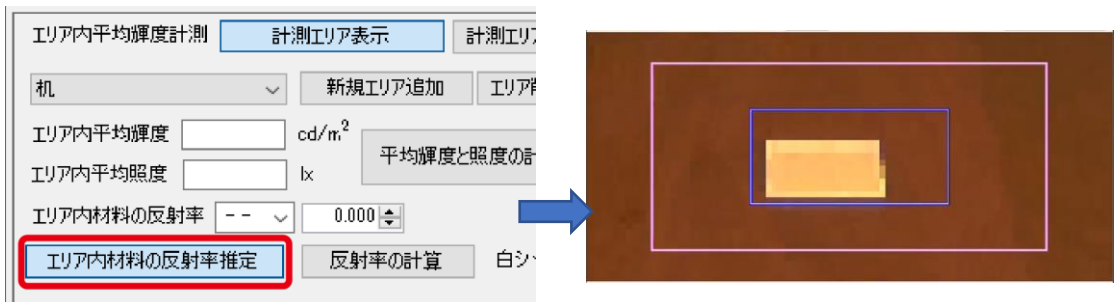 エリア内平均輝度計測 計測エリア表示 計測エリ
机 新規エリア追加 エリア
エリア内平均輝度 cd/m²
平均輝度と照度の
エリア内平均照度 lx
エリア内材料の反射率 -- 0.000
エリア内材料の反射率推定 反射率の計算 白シ